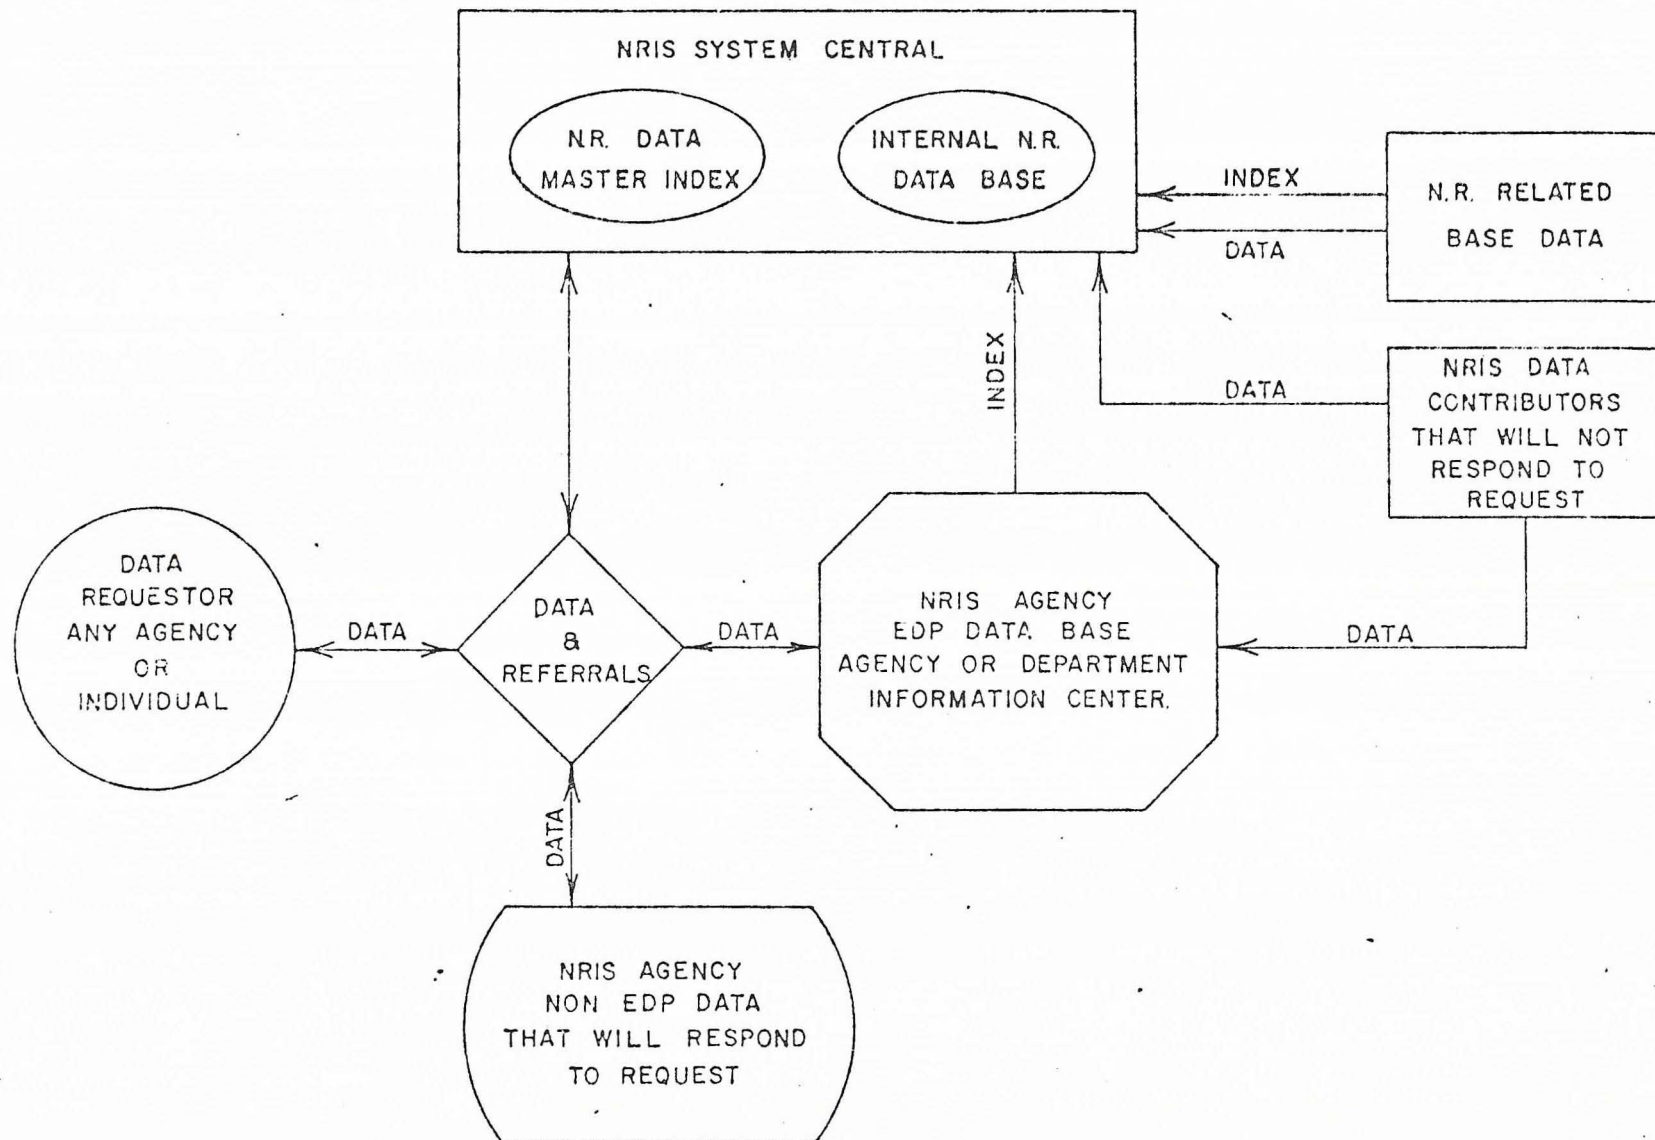 NRIS SYSTEM CENTRAL
N.R. DATA
MASTER INDEX
INTERNAL N.R.
DATA BASE
INDEX
DATA
N.R. RELATED
BASE DATA
INDEX
DATA
NRIS DATA
CONTRIBUTORS
THAT WILL NOT
RESPOND TO
REQUEST
DATA
REQUESTOR
ANY AGENCY
OR
INDIVIDUAL
DATA
DATA
&
REFERRALS
DATA
NRIS AGENCY
EDP DATA BASE
AGENCY OR DEPARTMENT
INFORMATION CENTER.
DATA
DATA
NRIS AGENCY
NON EDP DATA
THAT WILL RESPOND
TO REQUEST